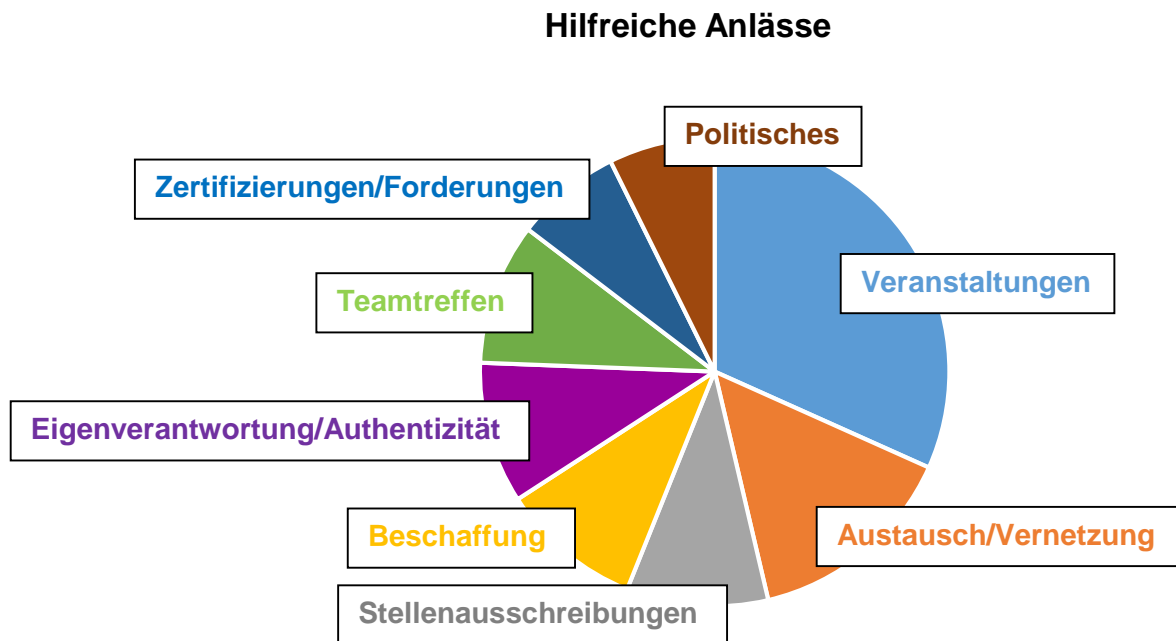 Hilfreiche Anlässe
Politisches
Zertifizierungen/Forderungen
Veranstaltungen
Teamtreffen
Eigenverantwortung/Authentizität
Beschaffung
Austausch/Vernetzung
Stellenausschreibungen